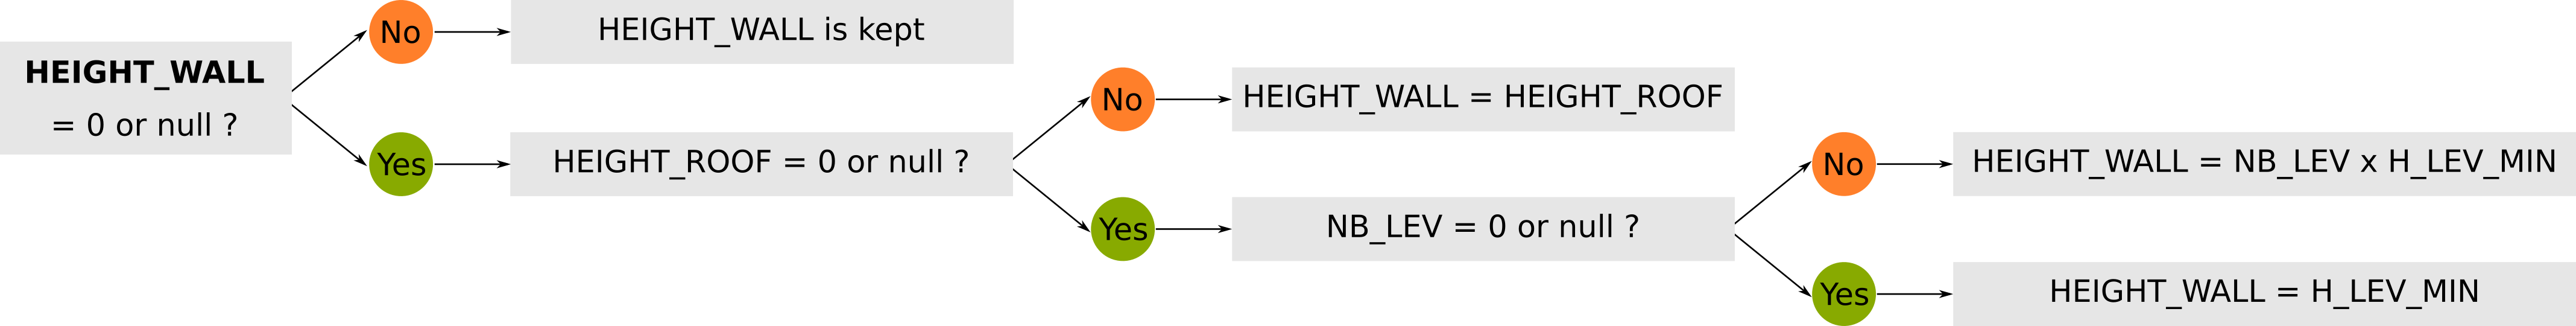 HEIGHT_WALL
= 0 or null ?
No
HEIGHT_WALL is kept
Yes
HEIGHT_ROOF = 0 or null ?
No
HEIGHT_WALL = HEIGHT_ROOF
Yes
NB_LEV = 0 or null ?
No
HEIGHT_WALL = NB_LEV x H_LEV_MIN
Yes
HEIGHT_WALL = H_LEV_MIN